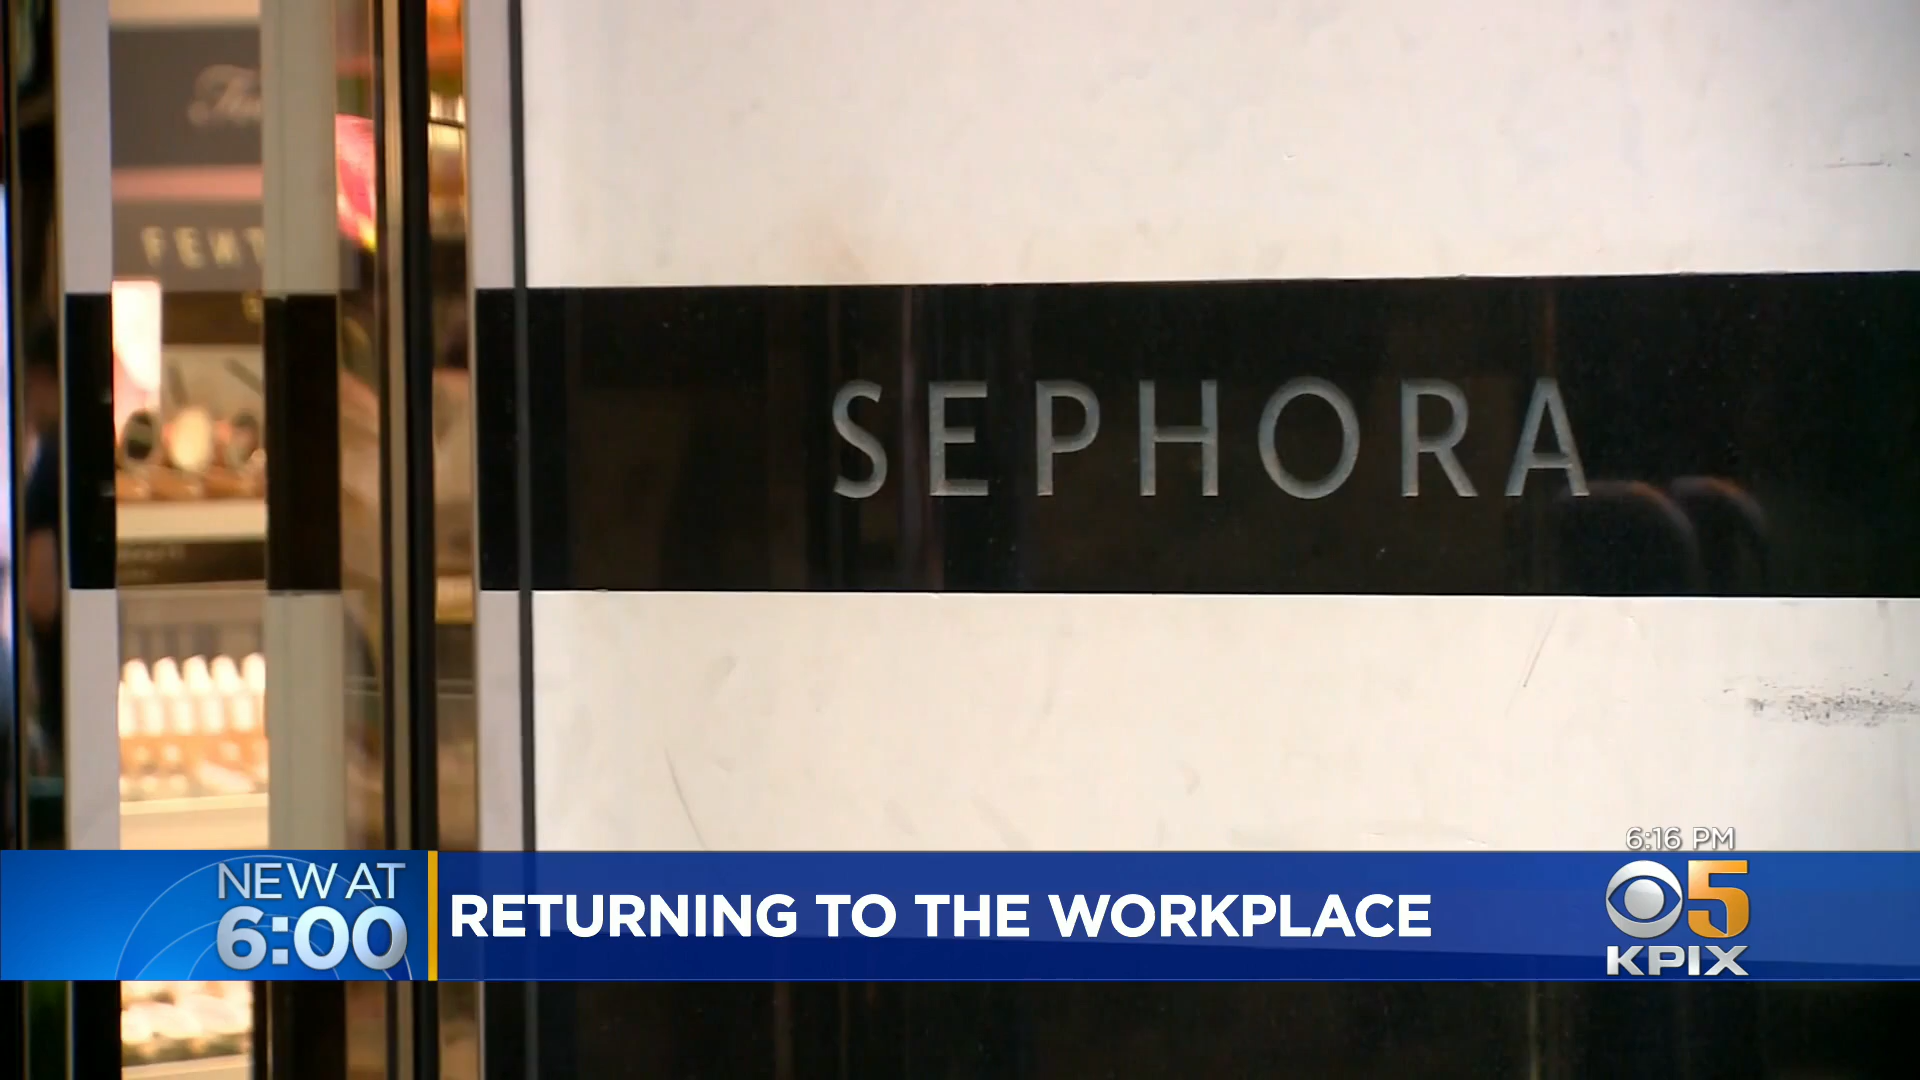 SEPHORA
6:16 PM
NEW AT
6:00
RETURNING TO THE WORKPLACE
5
KPIX